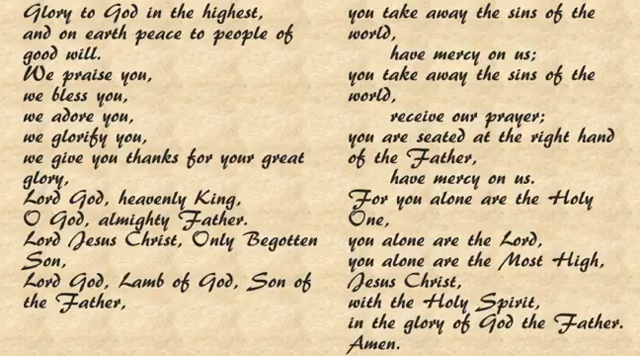 Glory to God in the highest,
and on earth peace to people of
good will.
We praise you,
we bless you,
we adore you,
we glorify you,
we give you thanks for your great
glory,
Lord God, heavenly King,
O God, almighty Father.
Lord Jesus Christ, Only Begotten
Son,
Lord God, Lamb of God, Son of
the Father,
you take away the sins of the
world,
have mercy on us;
you take away the sins of the
world,
receive our prayer;
you are seated at the right hand
of the Father,
have mercy on us.
For you alone are the Holy
One,
you alone are the Lord,
you alone are the Most High,
Jesus Christ,
with the Holy Spirit,
in the glory of God the Father.
Amen.